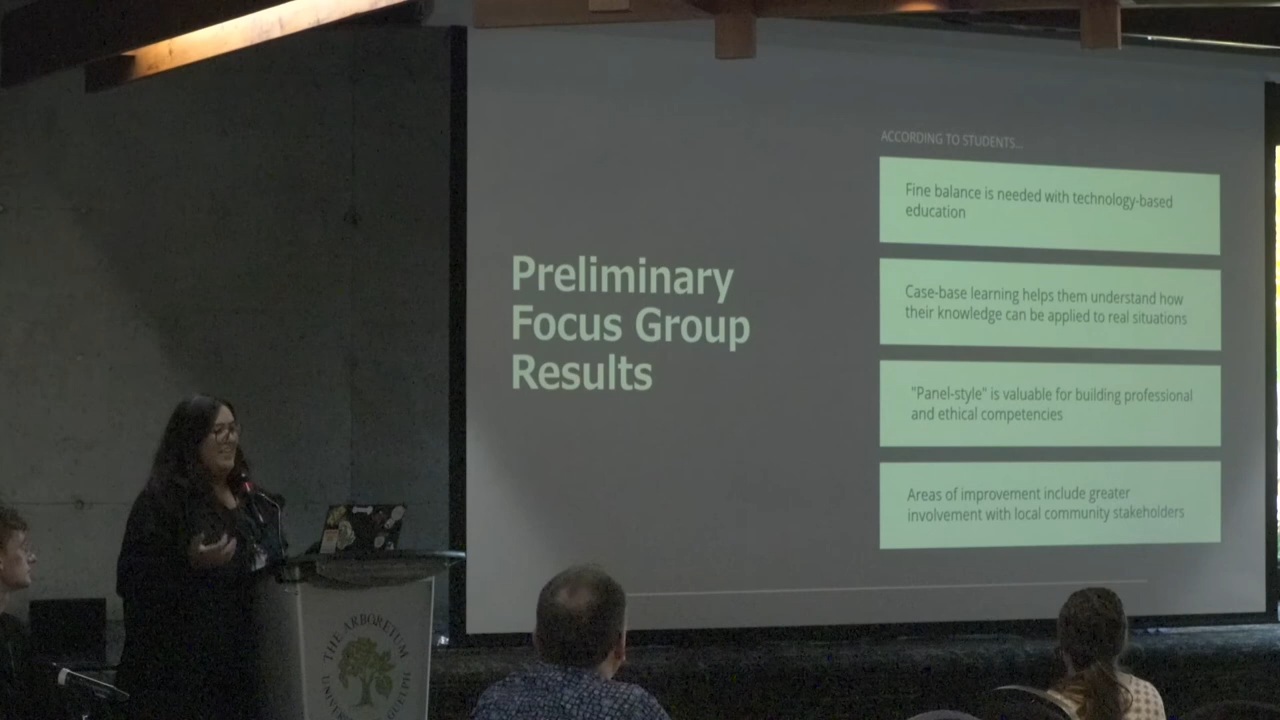 ACCORDING TO STUDENTS...
Fine balance is needed with technology-based
education
Preliminary
Focus Group
Results
Case-base learning helps them understand how
their knowledge can be applied to real situations
"Panel-style" is valuable for building professional
and ethical competencies
Areas of improvement include greater
involvement with local community stakeholders
THE ARBORETUM